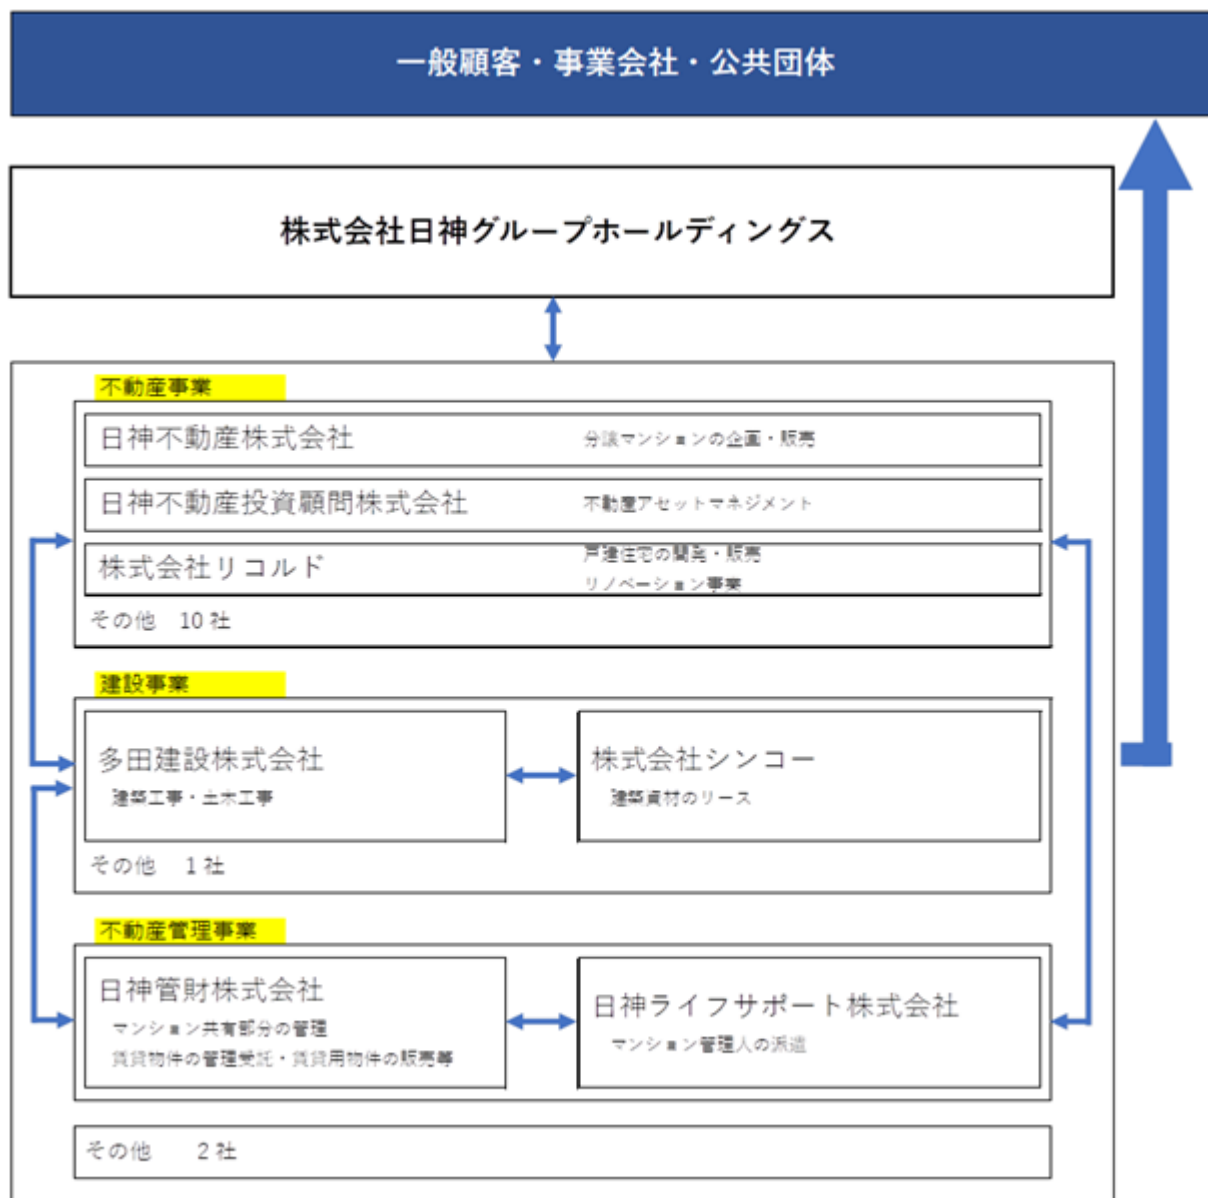 一般顧客・事業会社・公共団体
株式会社日神グループホールディングス
不動産事業
日神不動産株式会社 分譲マンションの企画・販売
日神不動産投資顧問株式会社 不動産アセットマネジメント
株式会社リコルド 戸建住宅の開発・販売
リノベーション事業
その他 10社
建設事業
多田建設株式会社
建築工事・土木工事
株式会社シンコー
建築資材のリース
その他 1社
不動産管理事業
日神管財株式会社
マンション共有部分の管理
賃貸物件の管理受託・賃貸用物件の販売等
日神ライフサポート株式会社
マンション管理人の派遣
その他 2社